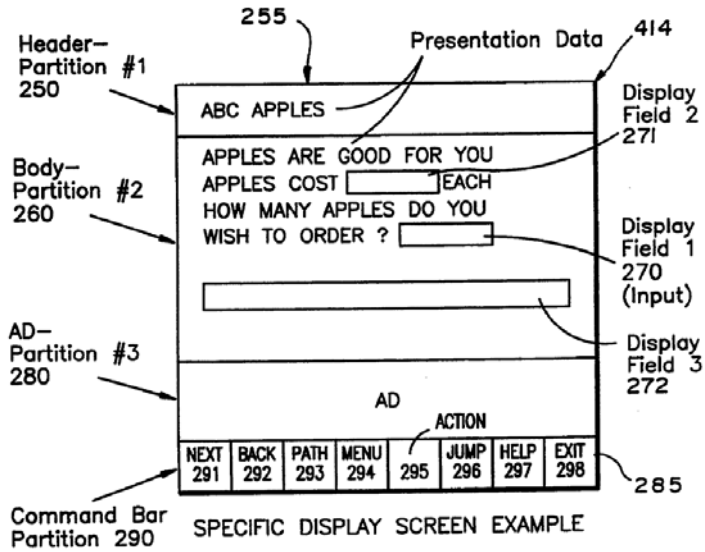 255
Presentation Data
414
Header-
Partition #1
250
ABC APPLES
Display
Field 2
271
Body-
Partition #2
260
APPLES ARE GOOD FOR YOU
APPLES COST EACH
HOW MANY APPLES DO YOU
WISH TO ORDER ?
Display
Field 1
270
(Input)
AD-
Partition #3
280
Display
Field 3
272
AD
ACTION
NEXT 291
BACK 292
PATH 293
MENU 294
295
JUMP 296
HELP 297
EXIT 298
285
Command Bar
Partition 290
SPECIFIC DISPLAY SCREEN EXAMPLE